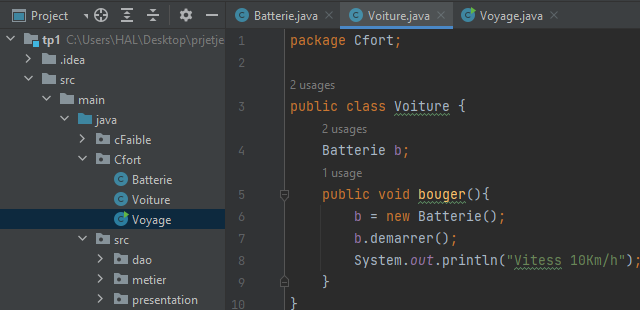 Project
Batterie.java
Voiture.java
Voyage.java
tp1 C:\Users\HAL\Desktop\prjetje
.idea
src
main
java
cFaible
Cfort
Batterie
Voiture
Voyage
src
dao
metier
presentation
1 package Cfort;
2
2 usages
3 public class Voiture {
2 usages
4 Batterie b;
1 usage
5 public void bouger(){
6 b = new Batterie();
7 b.demarrer();
8 System.out.println("Vitess 10Km/h");
9 }
10 }